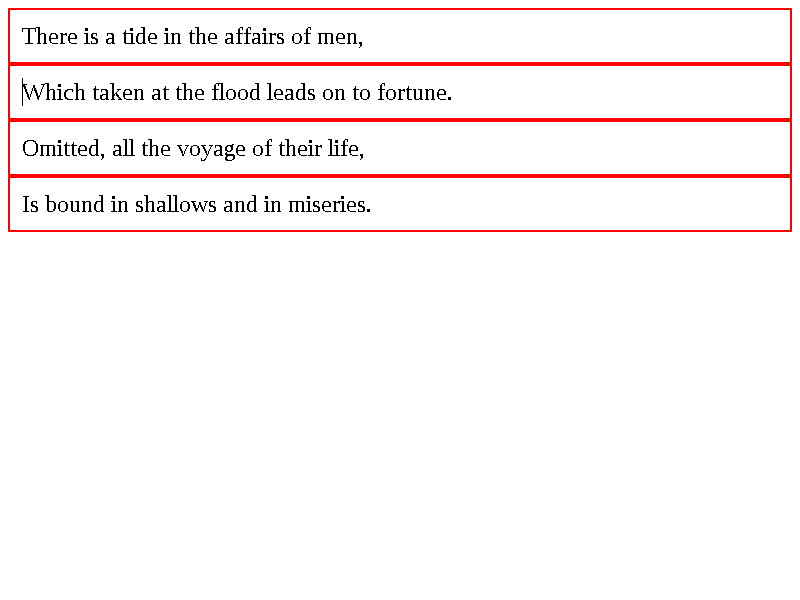 There is a tide in the affairs of men,
Which taken at the flood leads on to fortune.
Omitted, all the voyage of their life,
Is bound in shallows and in miseries.